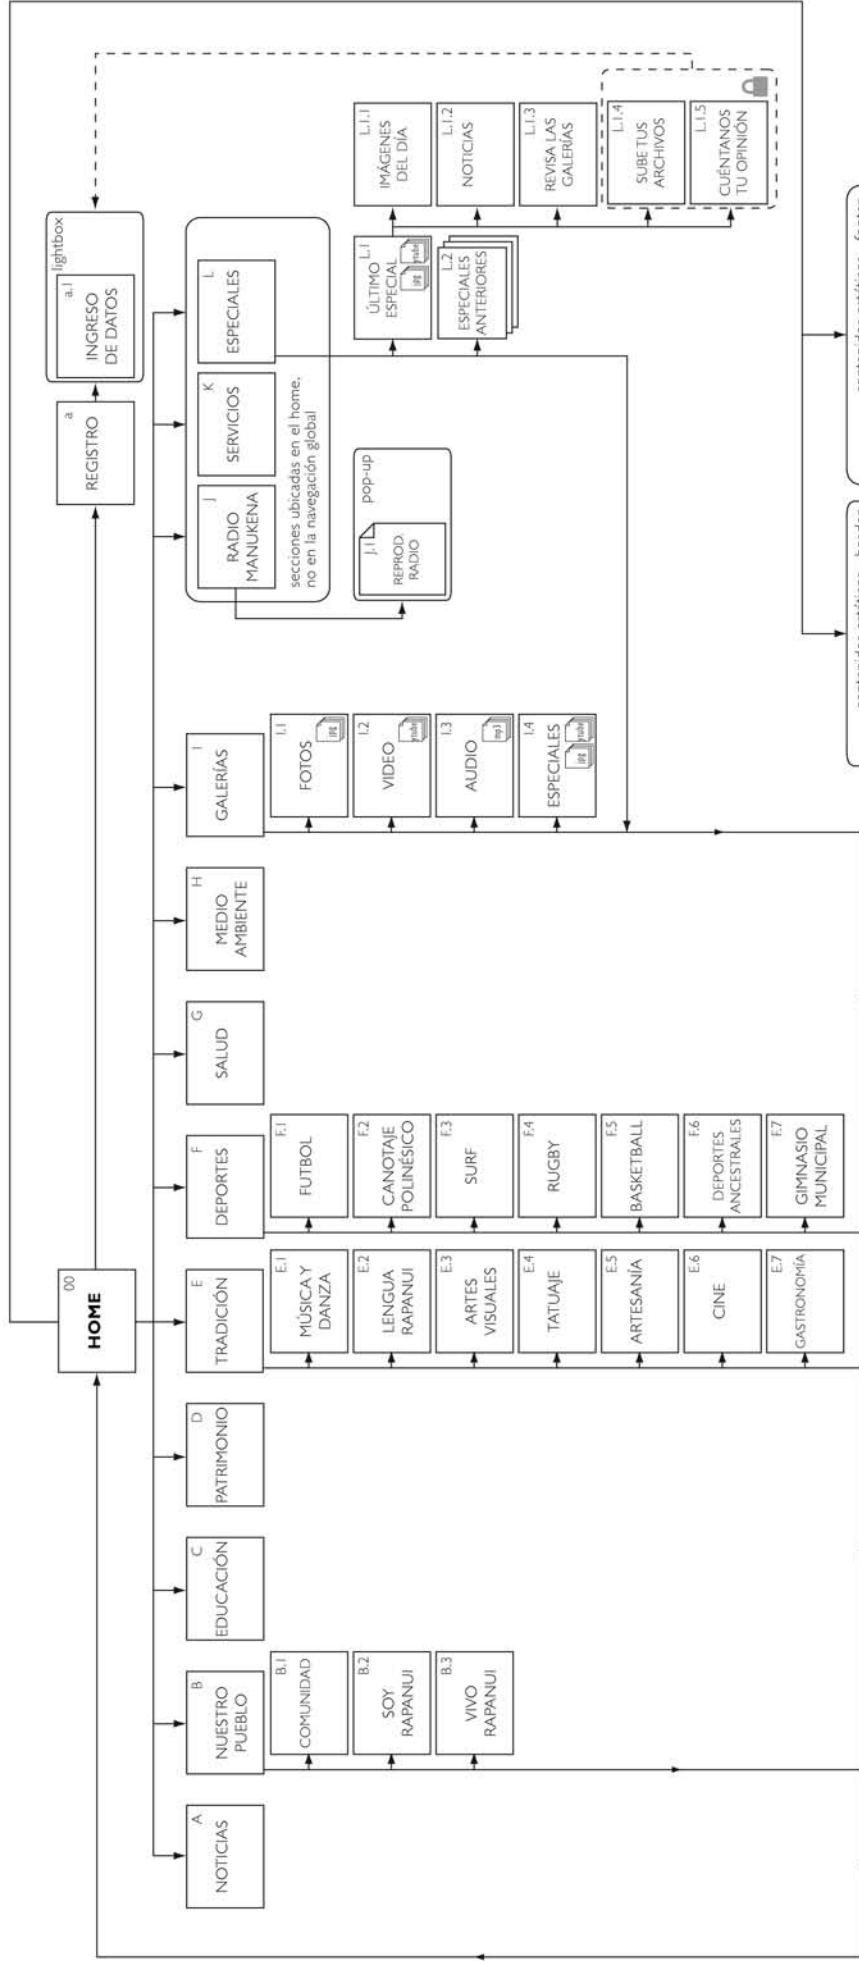 00
HOME
a
REGISTRO
lightbox
a.1
INGRESO
DE DATOS
A
NOTICIAS
B
NUESTRO
PUEBLO
B.1
COMUNIDAD
B.2
SOY
RAPANUI
B.3
VIVO
RAPANUI
C
EDUCACIÓN
D
PATRIMONIO
E
TRADICIÓN
E.1
MÚSICA Y
DANZA
E.2
LENGUA
RAPANUI
E.3
ARTES
VISUALES
E.4
TATUAJE
E.5
ARTESANÍA
E.6
CINE
E.7
GASTRONOMÍA
F
DEPORTES
F.1
FUTBOL
F.2
CANOTAJE
POLINÉSICO
F.3
SURF
F.4
RUGBY
F.5
BASKETBALL
F.6
DEPORTES
ANCESTRALES
F.7
GIMNASIO
MUNICIPAL
G
SALUD
H
MEDIO
AMBIENTE
I
GALERÍAS
I.1
FOTOS
jpg
I.2
VIDEO
ytube
I.3
AUDIO
mp3
I.4
ESPECIALES
jpg
ytube
J
RADIO
MANUKENA
K
SERVICIOS
L
ESPECIALES
secciones ubicadas en el home,
no en la navegación global
pop-up
J.1
REPROD.
RADIO
L.1
ÚLTIMO
ESPECIAL
jpg
ytube
L.2
ESPECIALES
ANTERIORES
L.1.1
IMÁGENES
DEL DÍA
L.1.2
NOTICIAS
L.1.3
REVISA LAS
GALERÍAS
L.1.4
SUBE TUS
ARCHIVOS
L.1.5
CUÉNTANOS
TU OPINIÓN